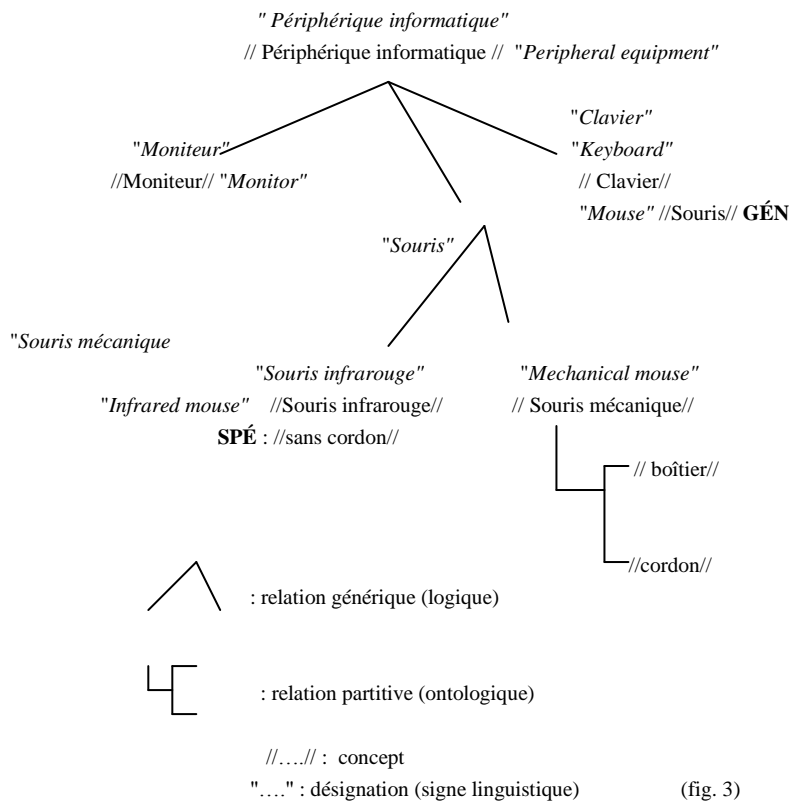 " Périphérique informatique"
// Périphérique informatique // "Peripheral equipment"
"Clavier"
"Moniteur"
"Keyboard"
//Moniteur// "Monitor"
// Clavier//
"Mouse" //Souris// GÉN
"Souris"
"Souris mécanique
"Souris infrarouge"
"Mechanical mouse"
"Infrared mouse" //Souris infrarouge//
// Souris mécanique//
SPÉ : //sans cordon//
// boîtier//
//cordon//
: relation générique (logique)
: relation partitive (ontologique)
//….// : concept
"…." : désignation (signe linguistique) (fig. 3)